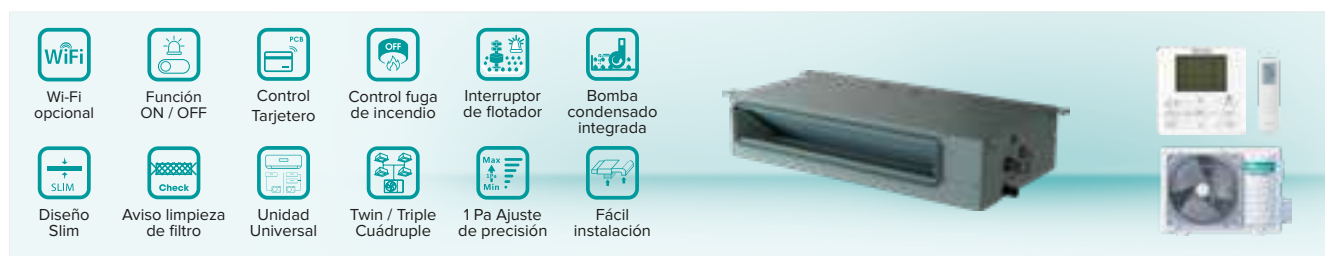 WiFi
Wi-Fi
opcional
Función
ON / OFF
PCB
Control
Tarjetero
OFF
Control fuga
de incendio
Interruptor
de flotador
Bomba
condensado
integrada
SLIM
Diseño
Slim
Check
Aviso limpieza
de filtro
Unidad
Universal
Twin / Triple
Cuádruple
Max
1Pa
Min
1 Pa Ajuste
de precisión
Fácil
instalación